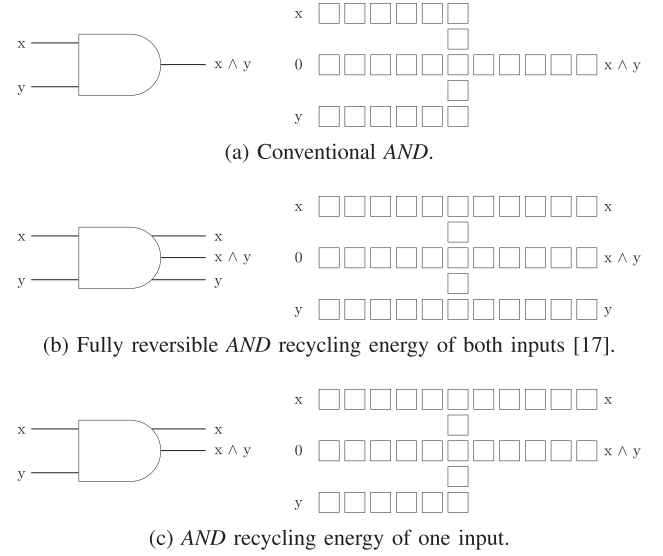 x
y
x ∧ y
x
0
y
x ∧ y
(a) Conventional AND.
x
y
x
x ∧ y
y
x
0
y
x
x ∧ y
y
(b) Fully reversible AND recycling energy of both inputs [17].
x
y
x
x ∧ y
x
0
y
x
x ∧ y
(c) AND recycling energy of one input.